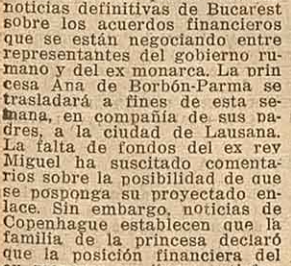 noticias definitivas de Bucarest
sobre los acuerdos financieros
que se están negociando entre
representantes del gobierno ru-
mano y del ex monarca. La prin
cesa Ana de Borbón-Parma se
trasladará a fines de esta se-
mana, en compañía de sus pa-
dres, a la ciudad de Lausana.
La falta de fondos del ex rey
Miguel ha suscitado comenta-
rios sobre la posibilidad de que
se posponga su proyectado en-
lace. Sin embargo, noticias de
Copenhague establecen que la
familia de la princesa declaró
que la posición financiera del